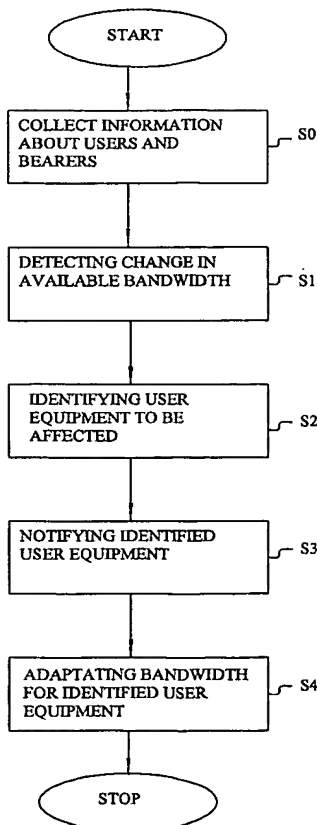 START
COLLECT INFORMATION
ABOUT USERS AND
BEARERS
S0
DETECTING CHANGE IN
AVAILABLE BANDWIDTH
S1
IDENTIFYING USER
EQUIPMENT TO BE
AFFECTED
S2
NOTIFYING IDENTIFIED
USER EQUIPMENT
S3
ADAPTATING BANDWIDTH
FOR IDENTIFIED USER
EQUIPMENT
S4
STOP